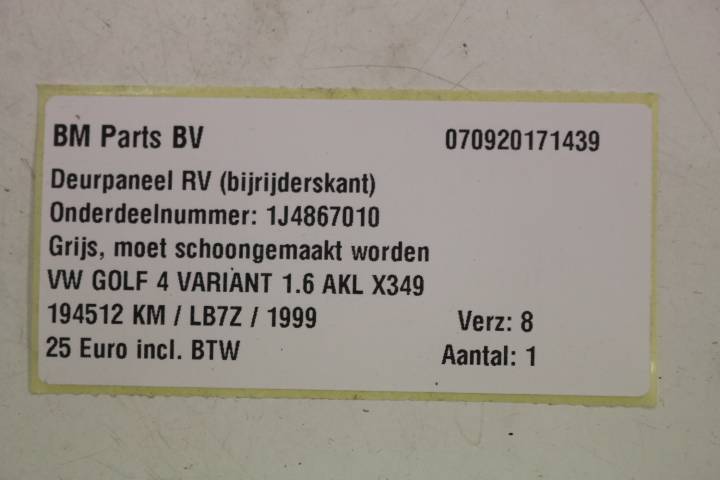 BM Parts BV 070920171439
Deurpaneel RV (bijrijderskant)
Onderdeelnummer: 1J4867010
Grijs, moet schoongemaakt worden
VW GOLF 4 VARIANT 1.6 AKL X349
194512 KM / LB7Z / 1999 Verz: 8
25 Euro incl. BTW Aantal: 1